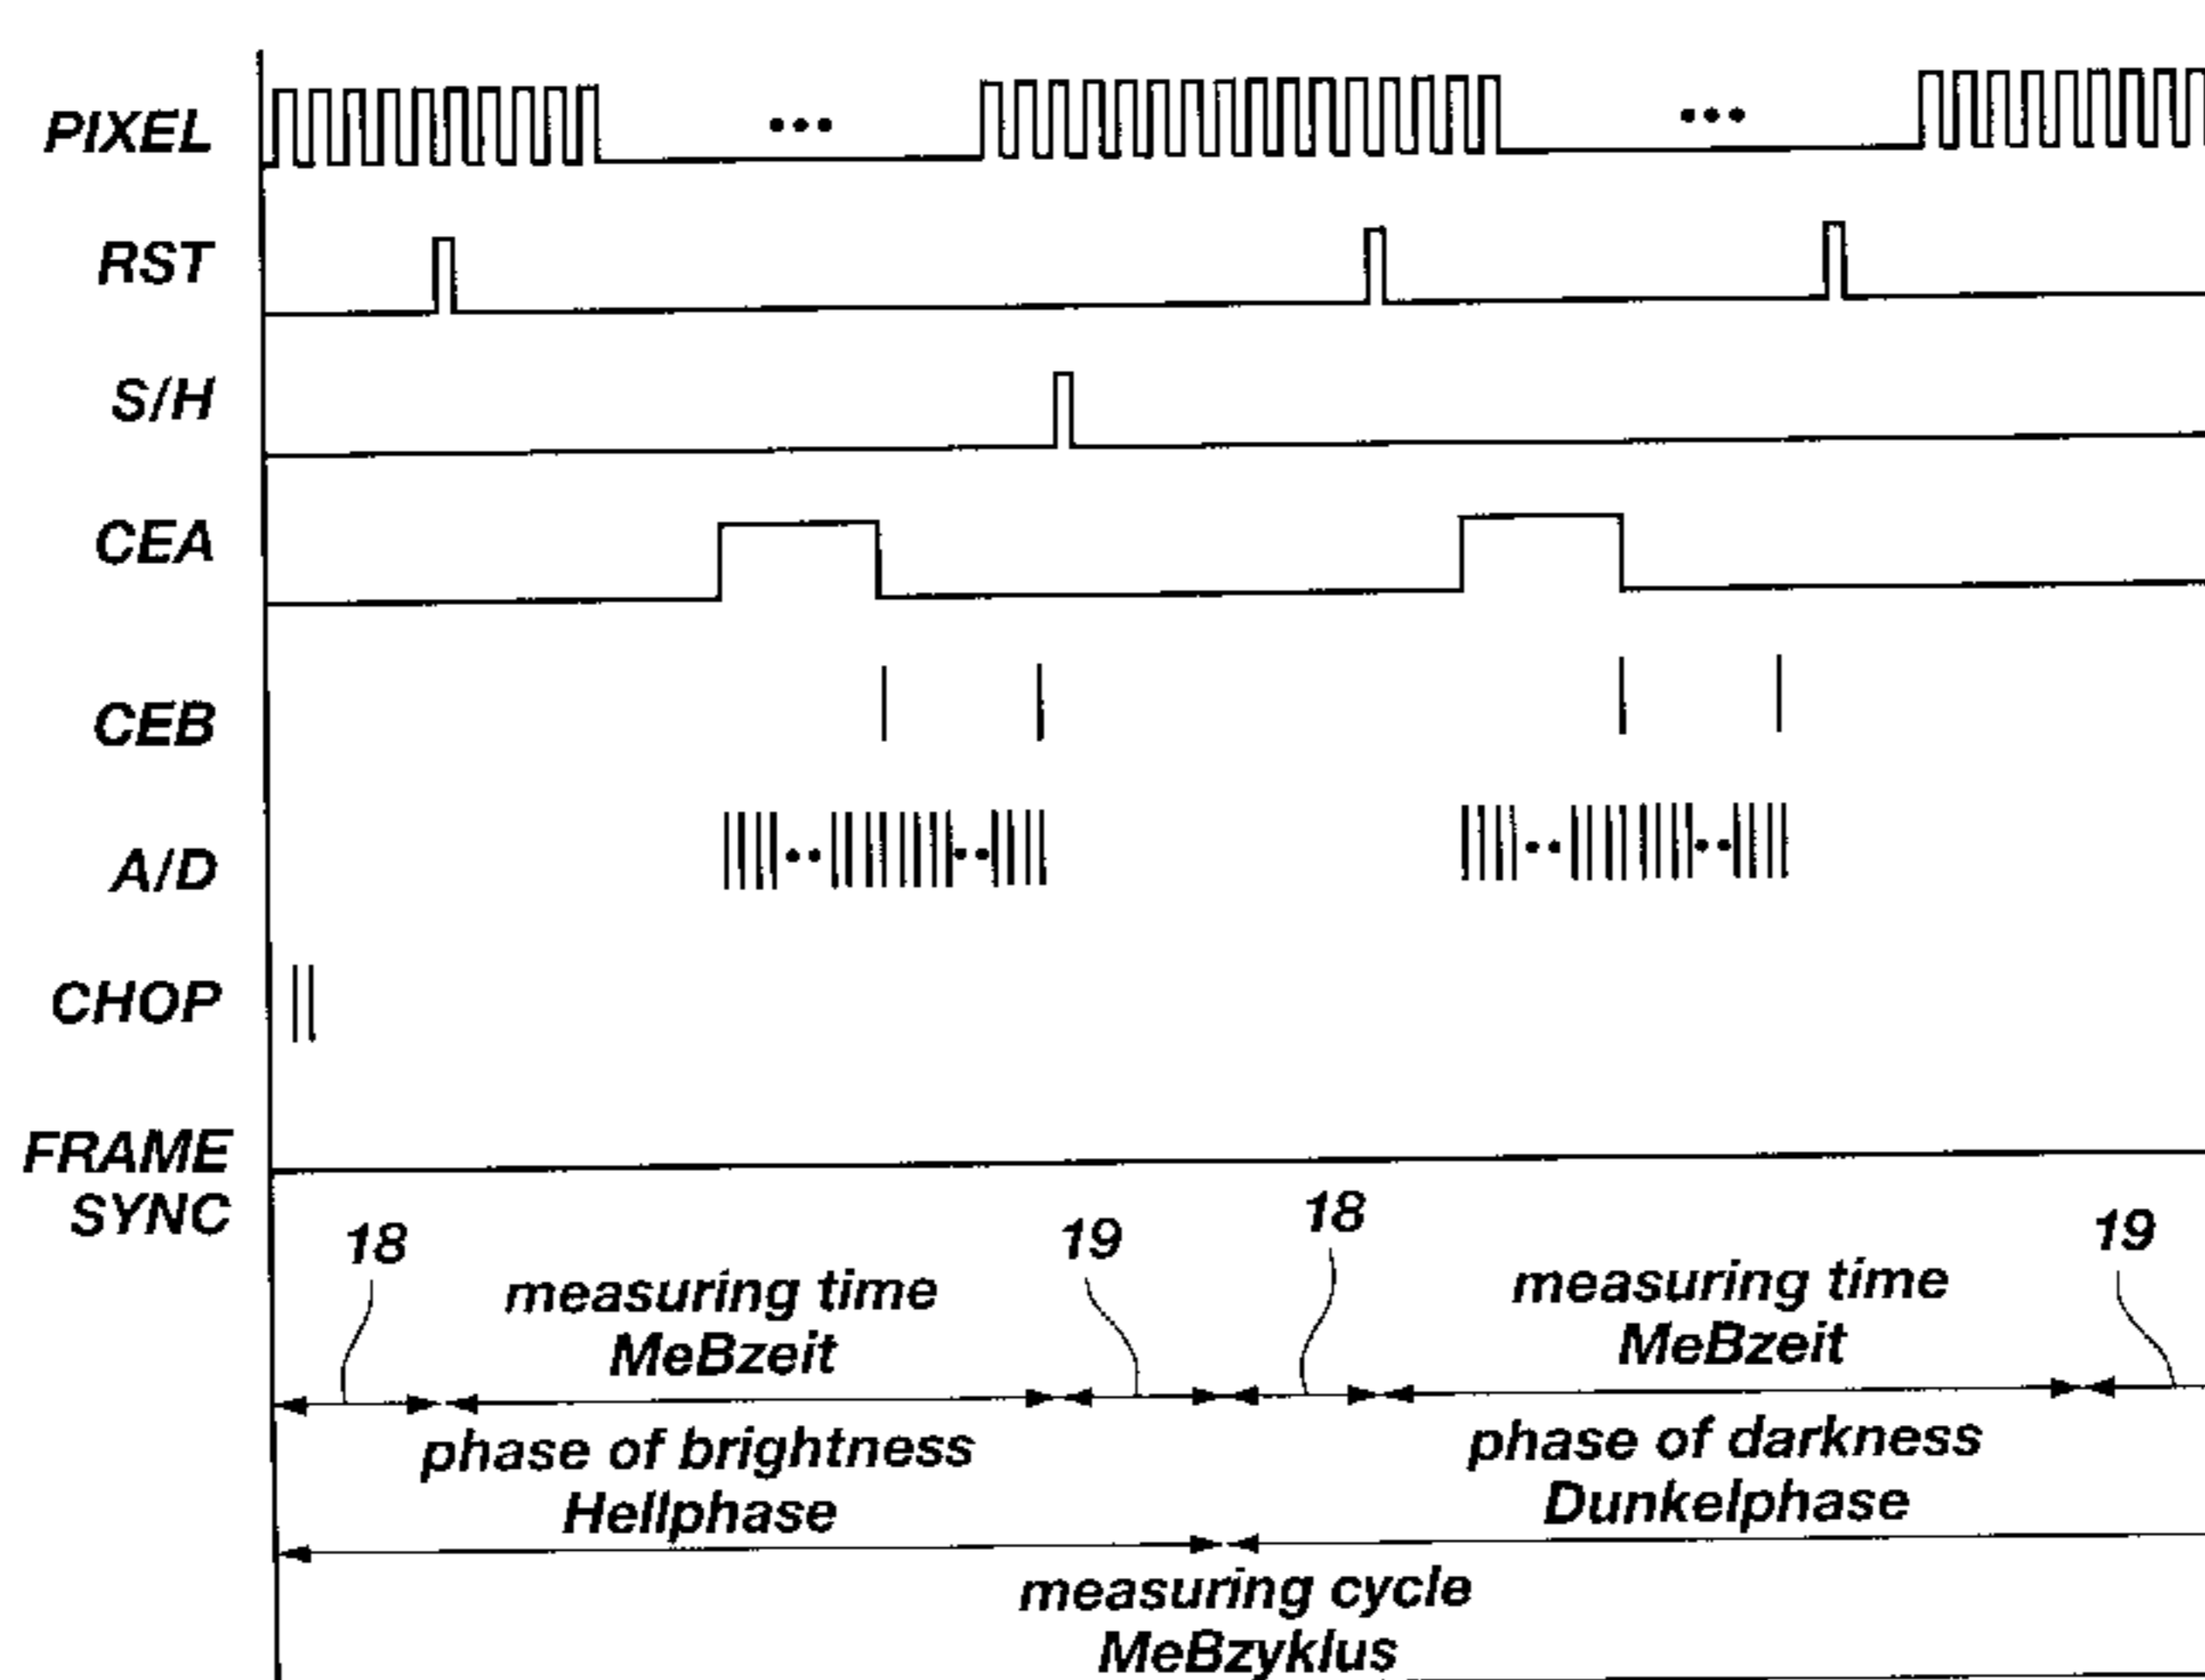 PIXEL
RST
S/H
CEA
CEB
A/D
CHOP
FRAME
SYNC
18
19
18
19
measuring time
MeBzeit
measuring time
MeBzeit
phase of brightness
Hellphase
phase of darkness
Dunkelphase
measuring cycle
MeBzyklus